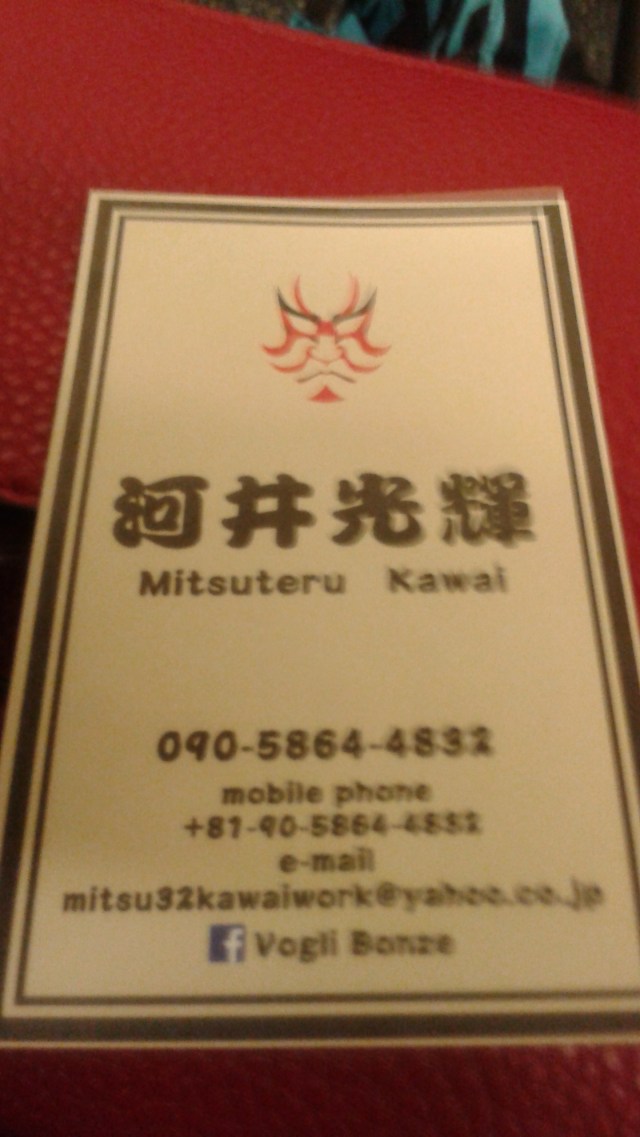 河井光輝
Mitsuteru Kawai
090-5864-4832
mobile phone
+81-90-5864-4832
e-mail
mitsu32kawaiwork@yahoo.co.jp
f Vogli Bonze